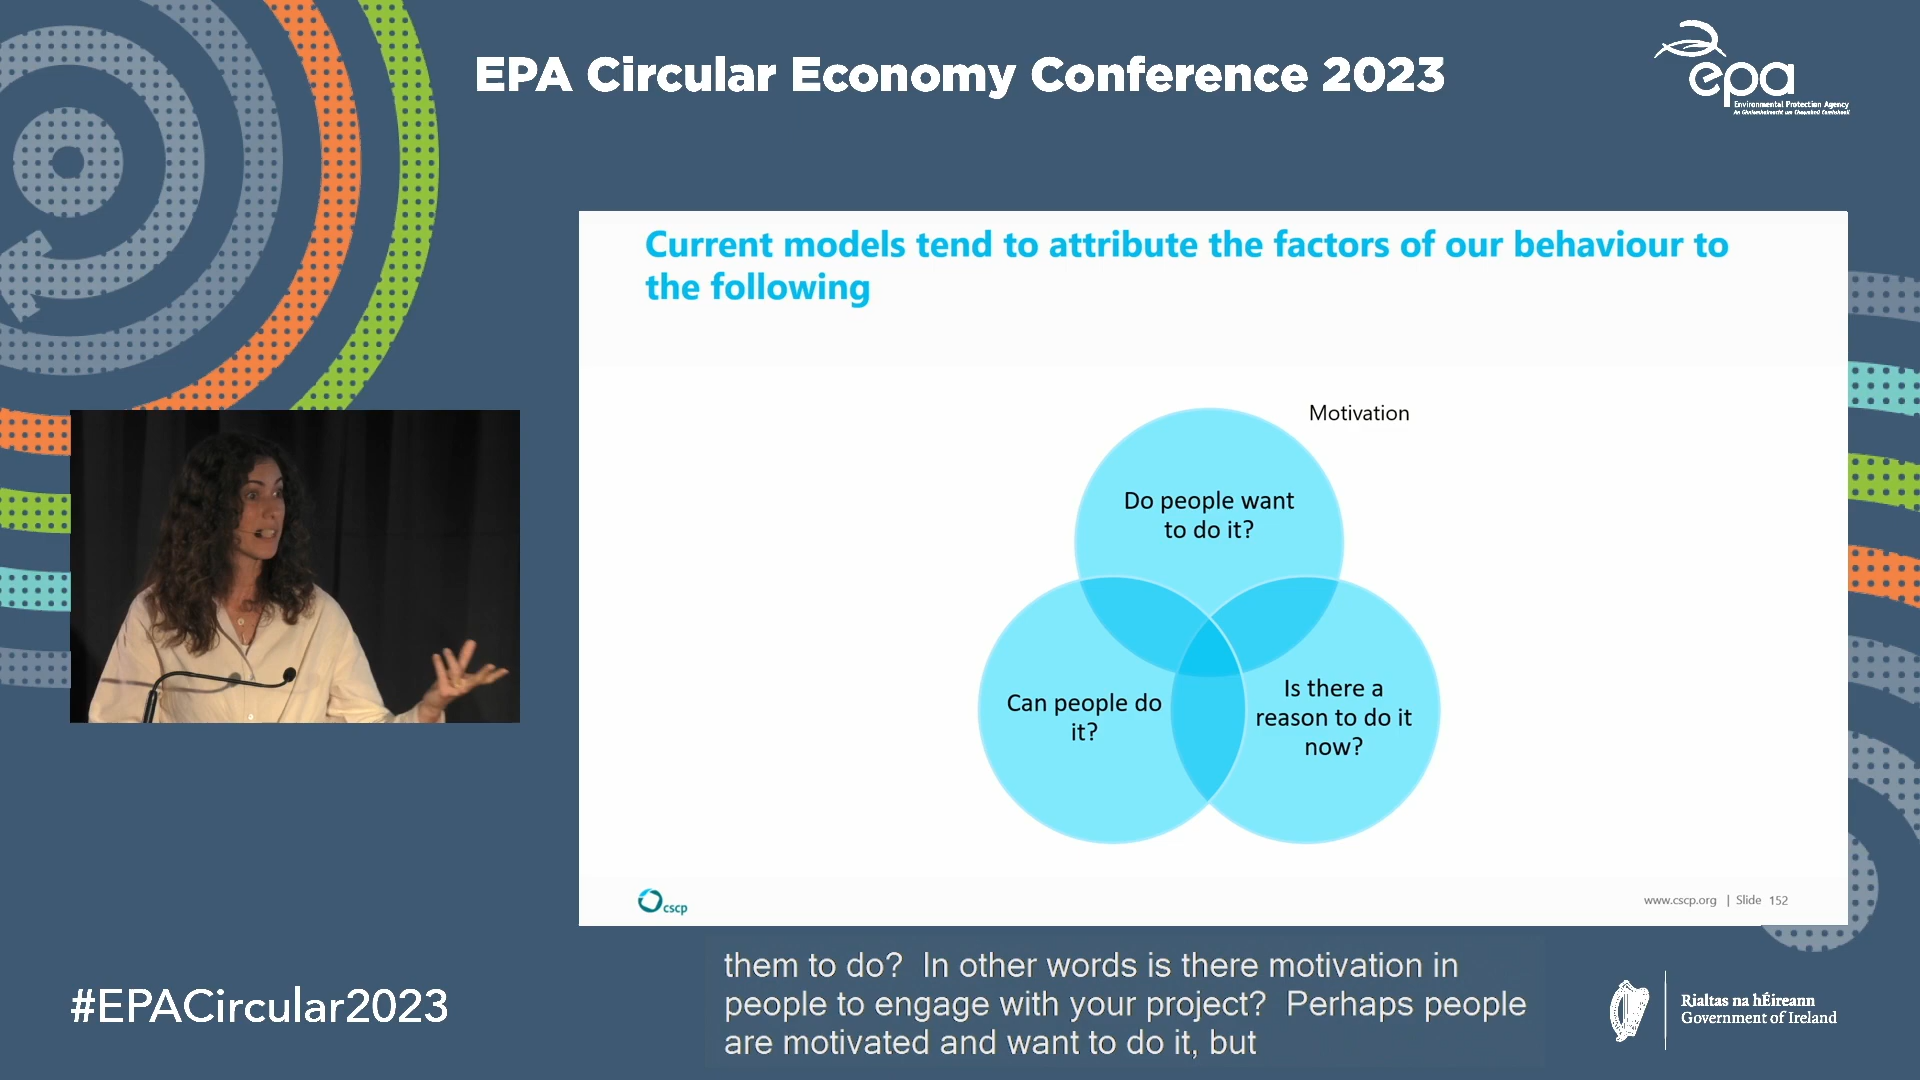 EPA Circular Economy Conference 2023
epa
Environmental Protection Agency
An Ghníomhaireacht um Chaomhnú Comhshaoil
Current models tend to attribute the factors of our behaviour to
the following
Motivation
Do people want
to do it?
Can people do
it?
Is there a
reason to do it
now?
cscp
www.cscp.org | Slide 152
them to do? In other words is there motivation in
people to engage with your project? Perhaps people
are motivated and want to do it, but
#EPACircular2023
Rialtas na hÉireann
Government of Ireland